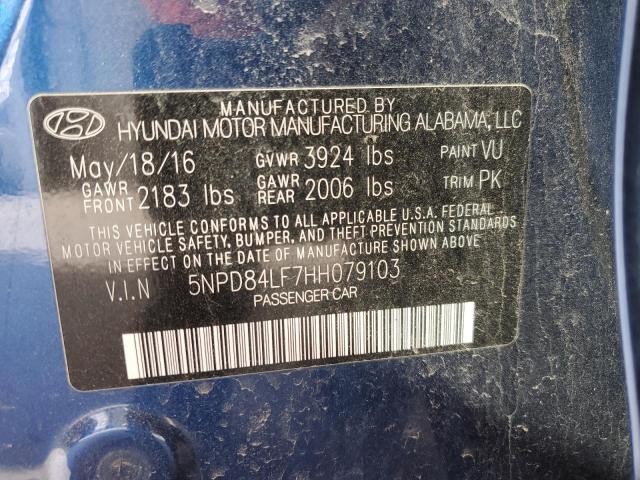 MANUFACTURED BY
HYUNDAI MOTOR MANUFACTURING ALABAMA, LLC
May/18/16 GVWR 3924 lbs PAINT VU
GAWR FRONT 2183 lbs GAWR REAR 2006 lbs TRIM PK
THIS VEHICLE CONFORMS TO ALL APPLICABLE U.S.A. FEDERAL
MOTOR VEHICLE SAFETY, BUMPER, AND THEFT PREVENTION STANDARDS
IN EFFECT ON THE DATE OF MANUFACTURE SHOWN ABOVE.
V.I.N 5NPD84LF7HH079103
PASSENGER CAR